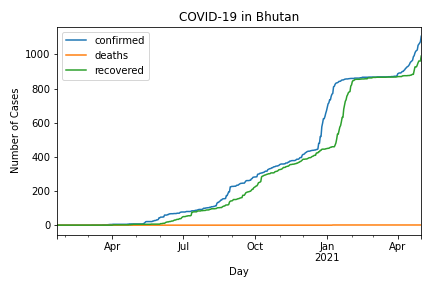 COVID-19 in Bhutan
confirmed
deaths
recovered
Number of Cases
1000
800
600
400
200
0
Apr Jul Oct Jan Apr
2021
Day